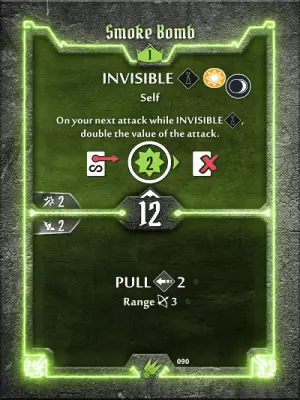 Smoke Bomb
1
INVISIBLE
Self
On your next attack while INVISIBLE ,
double the value of the attack.
S 2
2
12
2
PULL 2
Range 3
090